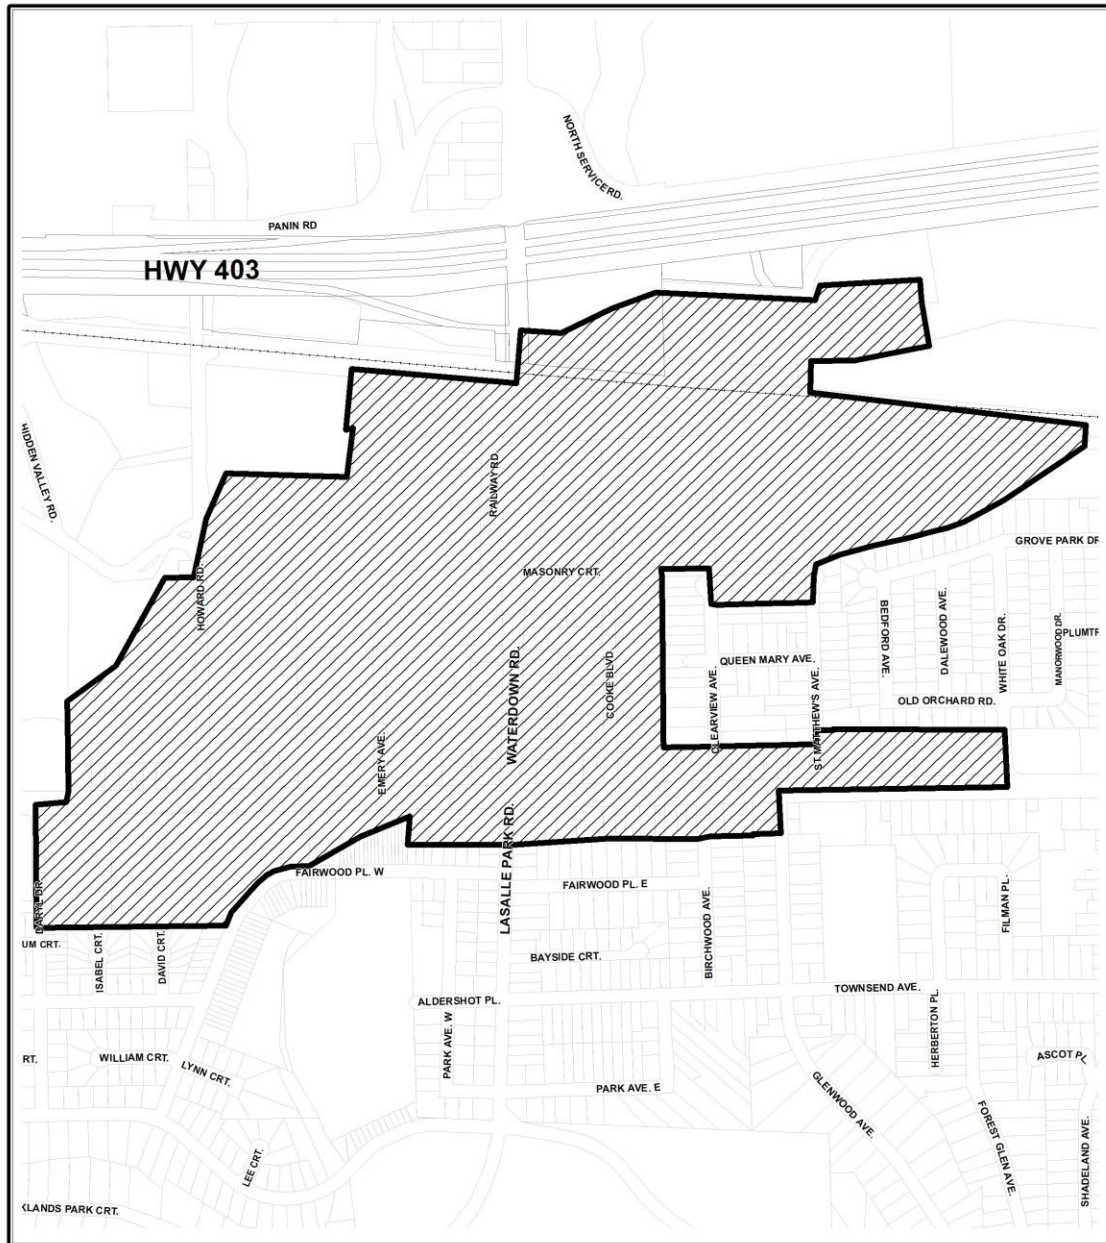 NORTH SERVICE RD.
PANIN RD
HWY 403
HIDDEN VALLEY RD.
RAILWAY RD.
GROVE PARK DR
HOWARD RD.
MASONRY CRT.
BEDFORD AVE.
DALEWOOD AVE.
WHITE OAK DR.
MANORWOOD DR.
PLUMTR
QUEEN MARY AVE.
COOKE BLVD.
WATERDOWN RD.
CLEARVIEW AVE.
ST. MATTHEW'S AVE.
OLD ORCHARD RD.
EMERY AVE.
LASALLE PARK RD.
FAIRWOOD PL. W
FAIRWOOD PL. E
DARYL DR.
UM CRT.
ISABEL CRT.
DAVID CRT.
BAYSIDE CRT.
BIRCHWOOD AVE.
FILMAN PL.
ALDERSHOT PL.
TOWNSEND AVE.
PARK AVE. W
HERBERTON PL.
RT.
WILLIAM CRT.
LYNN CRT.
ASCOT PL
PARK AVE. E
GLENWOOD AVE.
FOREST GLEN AVE.
SHADELAND AVE.
LEE CRT.
KLANDS PARK CRT.